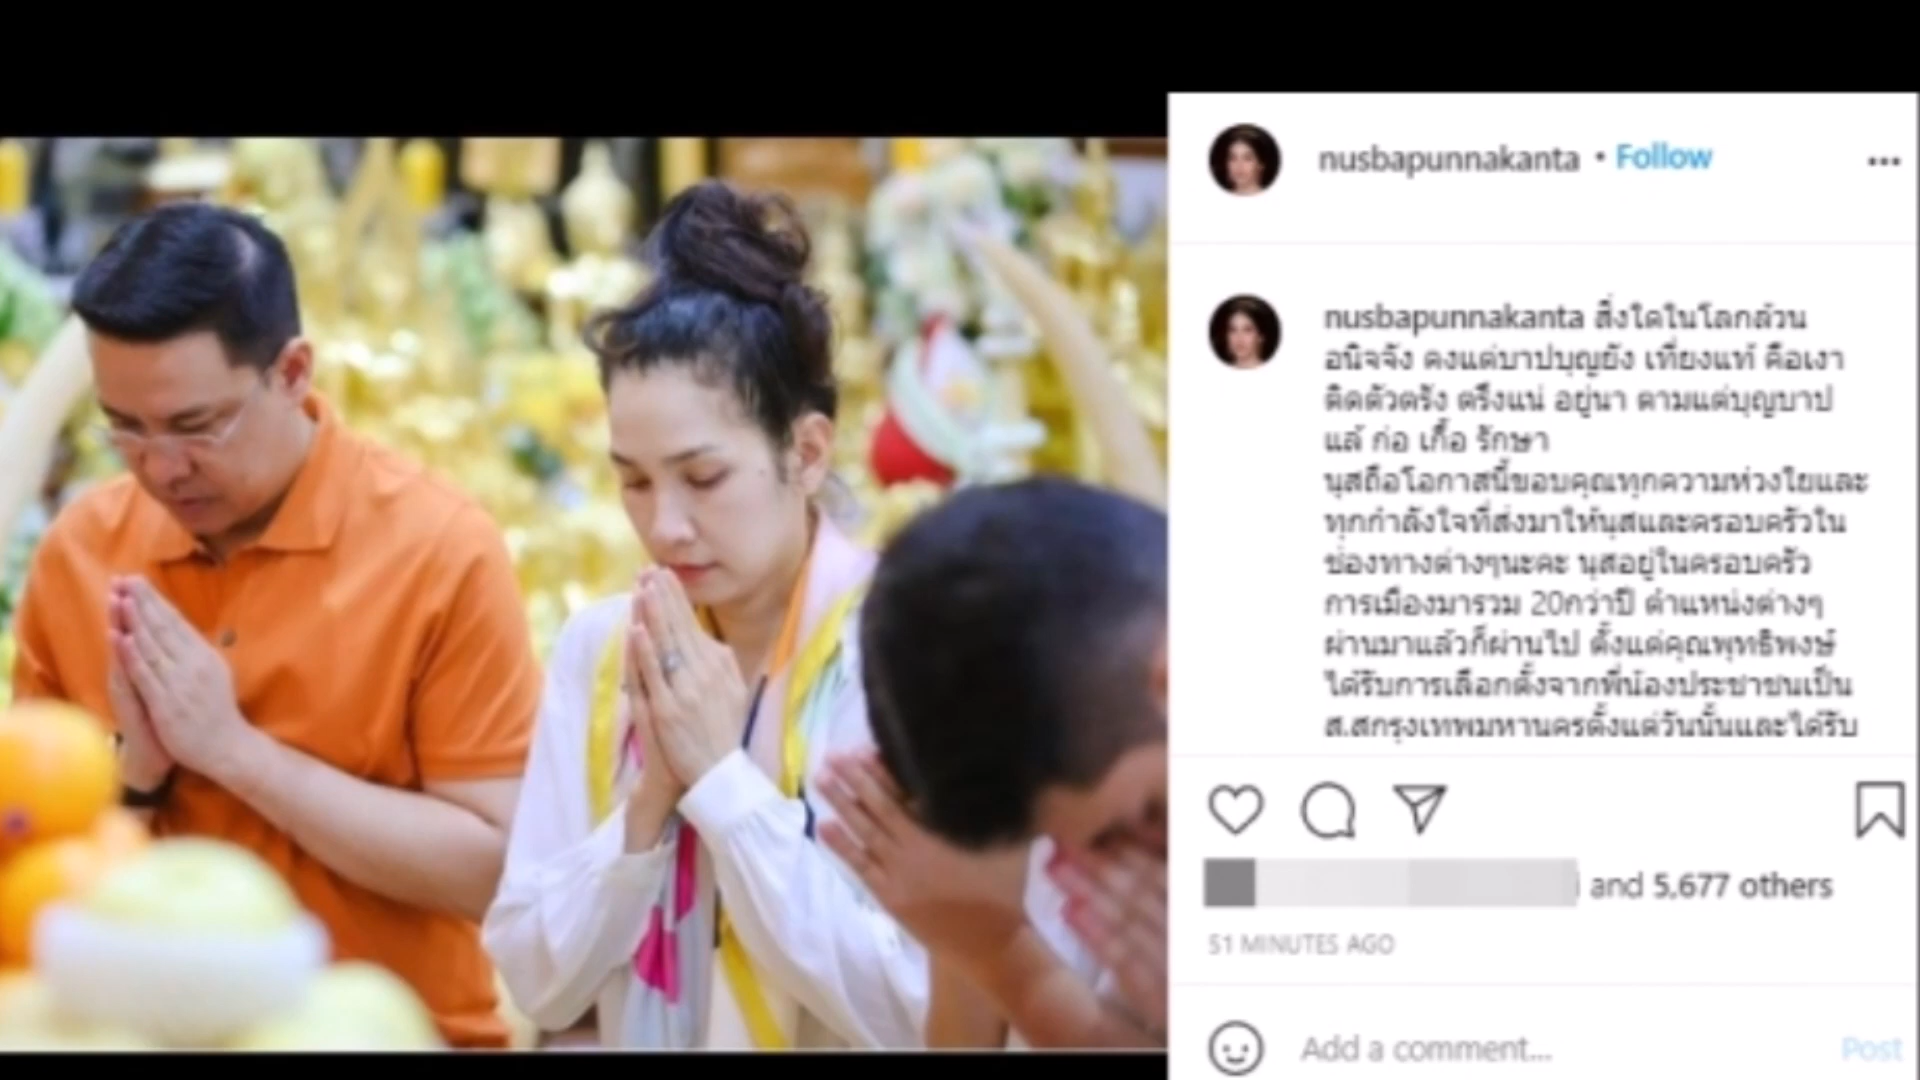 nusbapunnakanta • Follow
nusbapunnakanta สิ่งใดในโลกล้วน
อนิจจัง คงแต่บาปบุญยัง เที่ยงแท้ คือเงา
ติดตัวตรัง ตรึงแน่ อยู่นา ตามแต่บุญบาป
แล้ ก่อ เกื้อ รักษา
นุสถือโอกาสนี้ขอบคุณทุกความห่วงใยและ
ทุกกำลังใจที่ส่งมาให้นุสและครอบครัวใน
ช่องทางต่างๆนะคะ นุสอยู่ในครอบครัว
การเมืองมารวม 20กว่าปี ตำแหน่งต่างๆ
ผ่านมาแล้วก็ผ่านไป ตั้งแต่คุณพุทธิพงษ์
ได้รับการเลือกตั้งจากพี่น้องประชาชนเป็น
ส.สกรุงเทพมหานครตั้งแต่วันนั้นและได้รับ
and 5,677 others
51 MINUTES AGO
Add a comment... Post